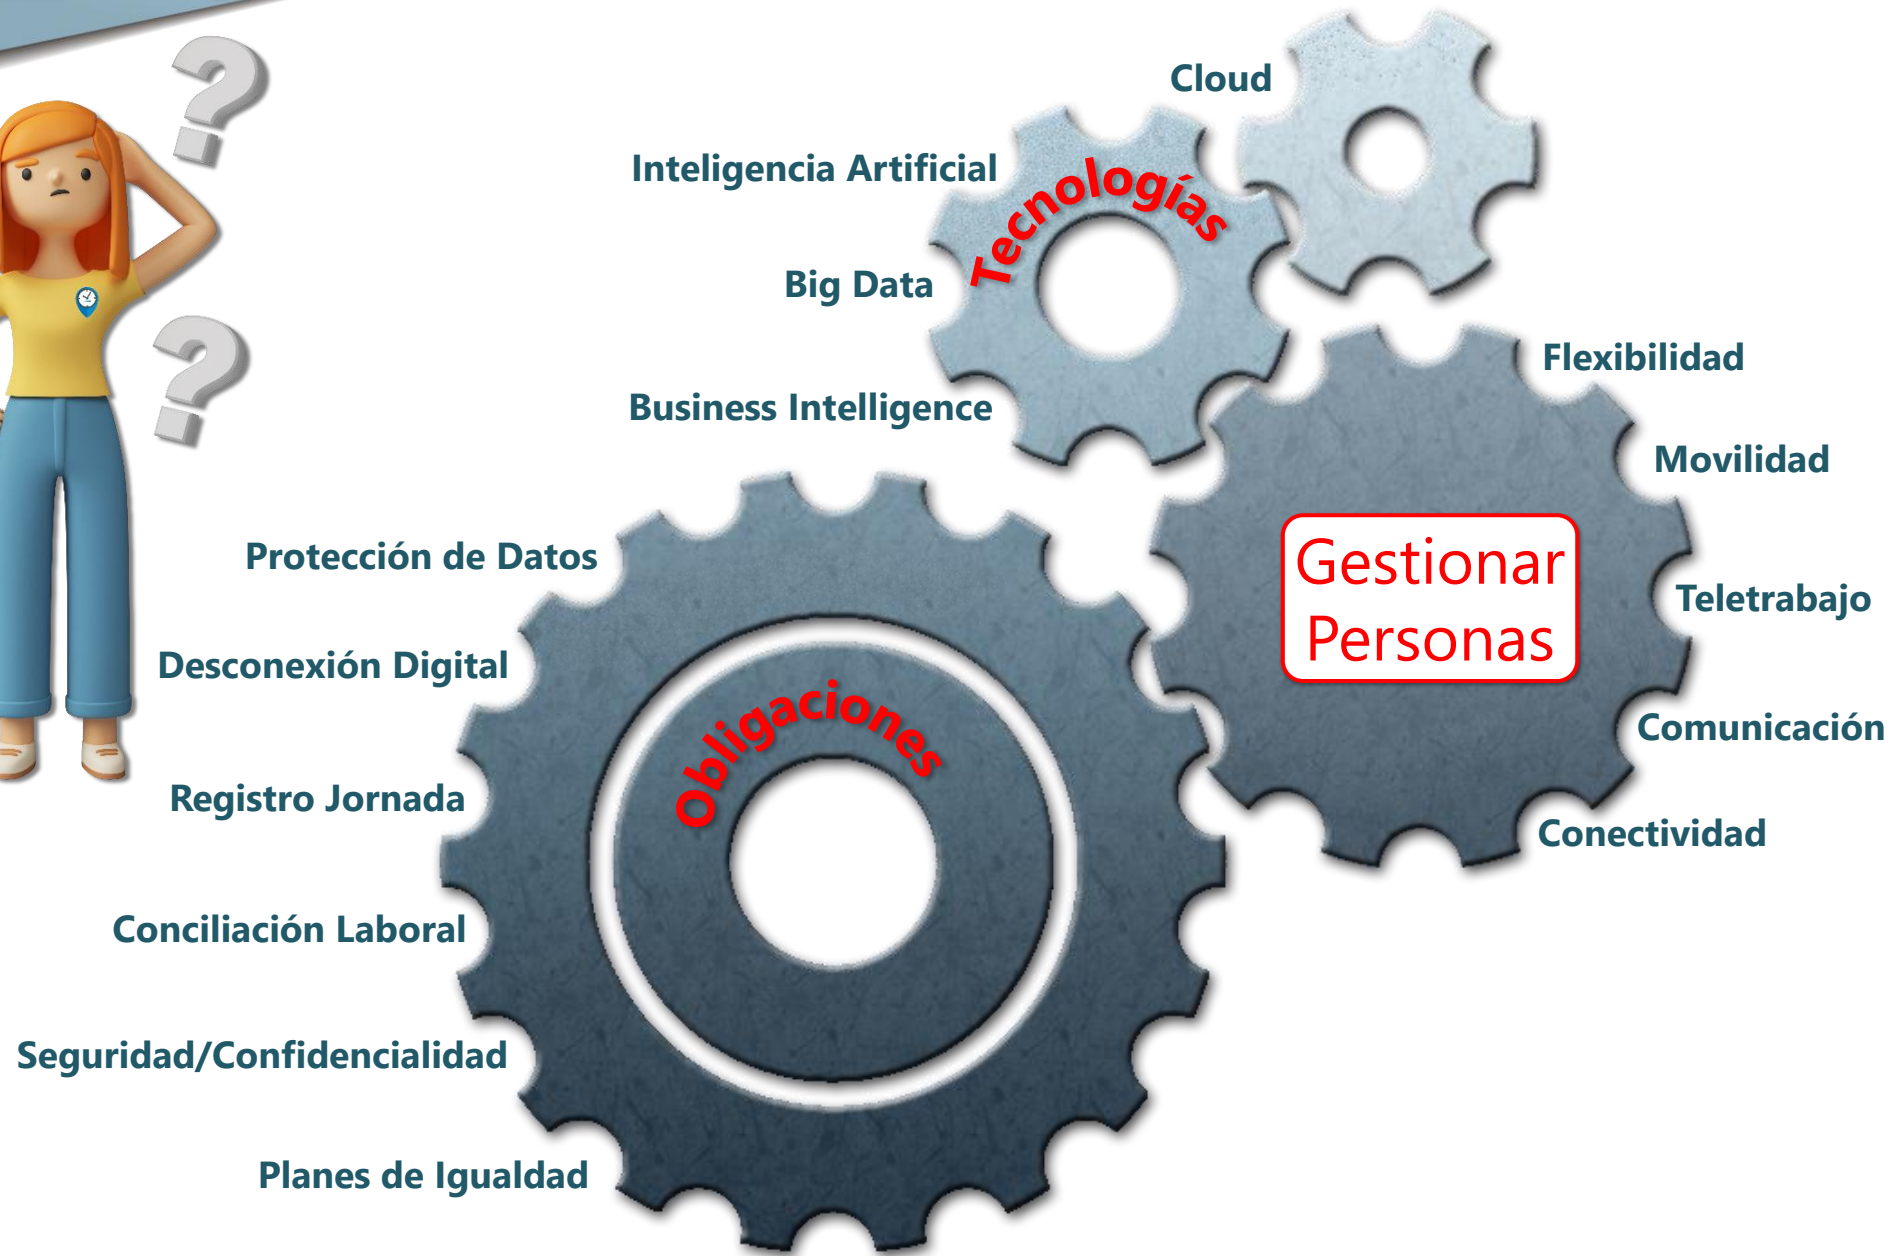 ?
?
Cloud
Inteligencia Artificial
Big Data
Business Intelligence
Tecnologías
Flexibilidad
Movilidad
Teletrabajo
Comunicación
Conectividad
Gestionar
Personas
Protección de Datos
Desconexión Digital
Registro Jornada
Conciliación Laboral
Seguridad/Confidencialidad
Planes de Igualdad
Obligaciones